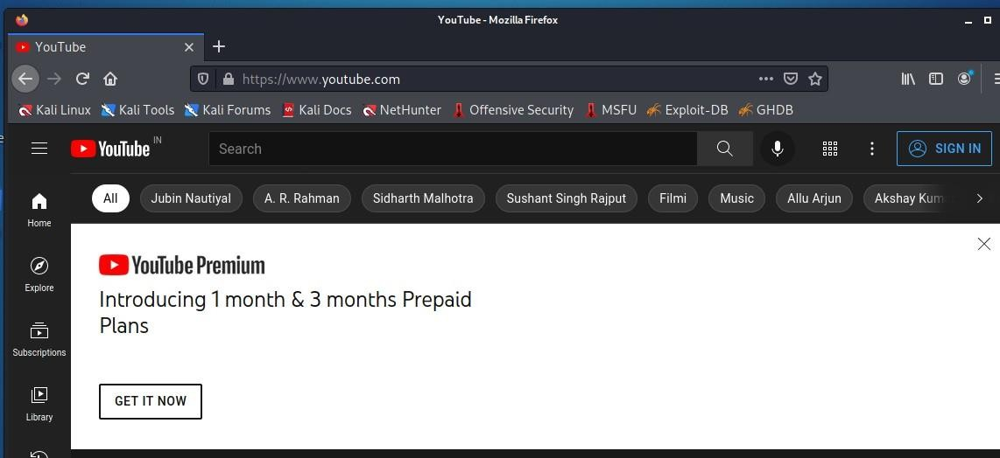 YouTube - Mozilla Firefox
YouTube
https://www.youtube.com
Kali Linux Kali Tools Kali Forums Kali Docs NetHunter Offensive Security MSFU Exploit-DB GHDB
YouTube IN
Search
SIGN IN
All Jubin Nautiyal A. R. Rahman Sidharth Malhotra Sushant Singh Rajput Filmi Music Allu Arjun Akshay Kum
Home
Explore
Subscriptions
Library
YouTube Premium
Introducing 1 month & 3 months Prepaid
Plans
GET IT NOW